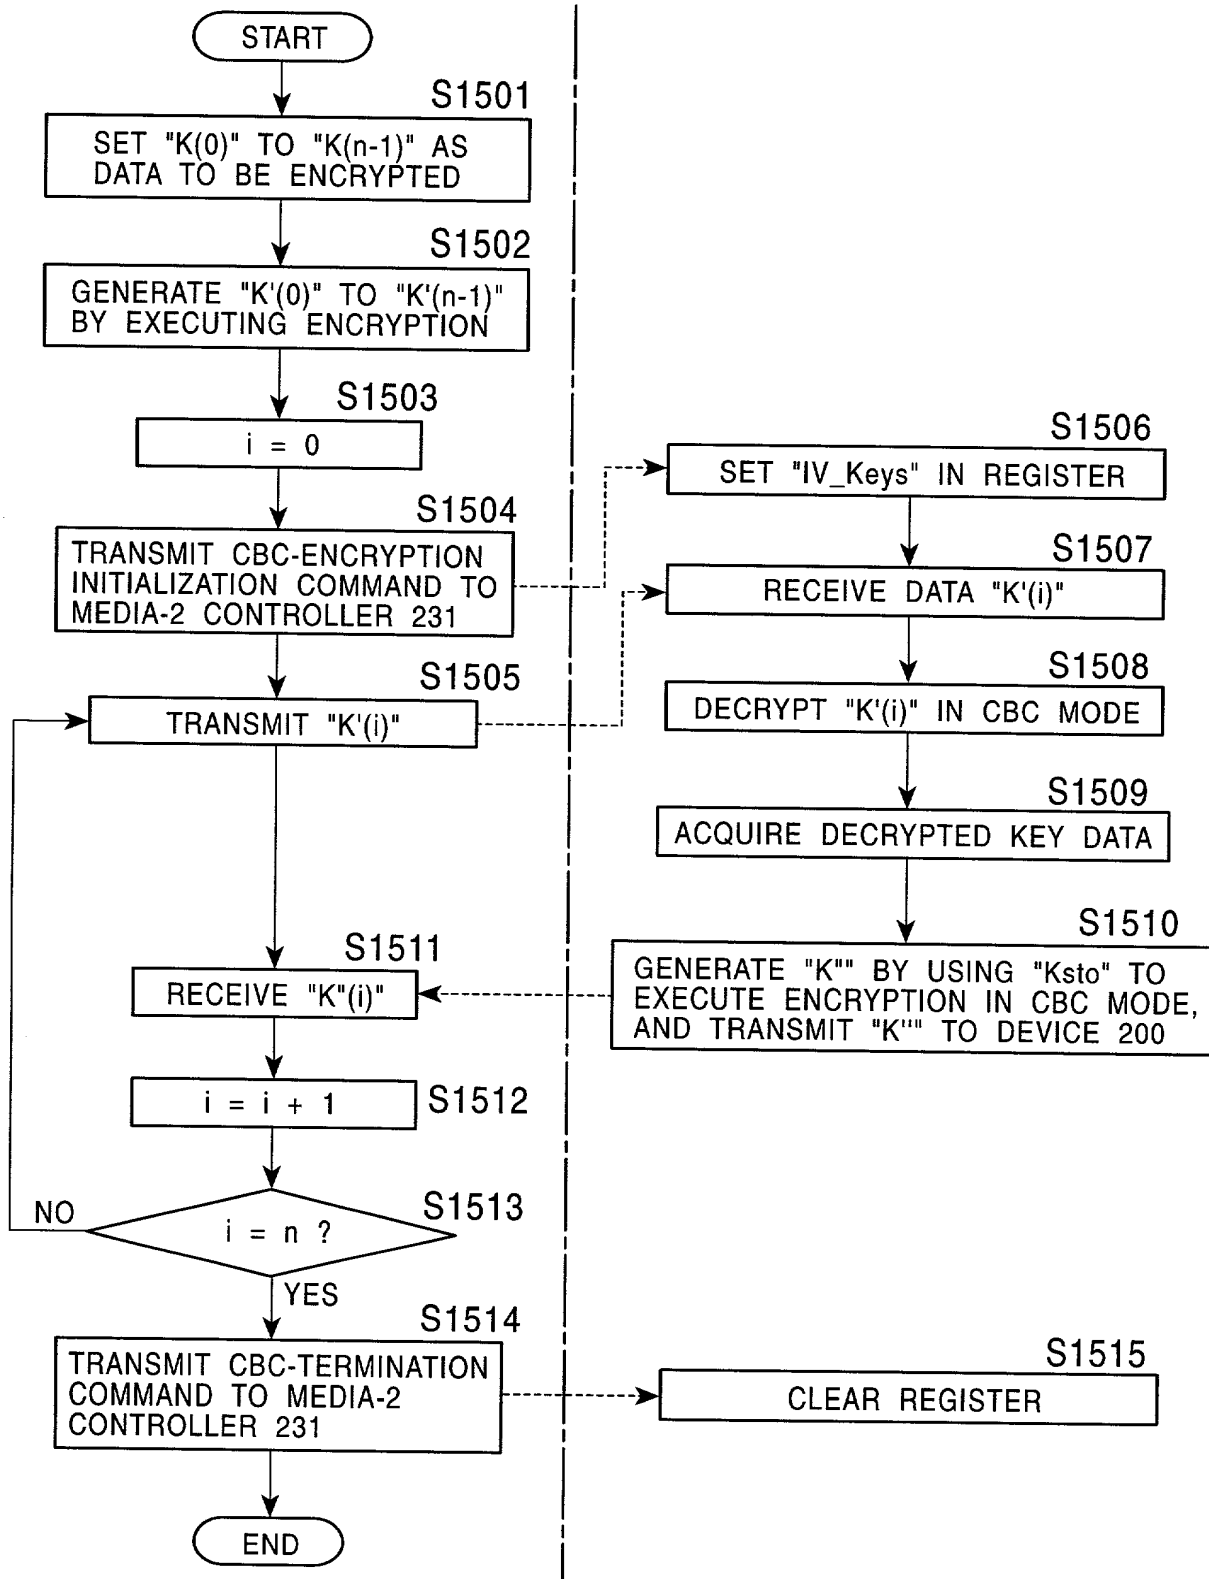 START
S1501
SET "K(0)" TO "K(n-1)" AS
DATA TO BE ENCRYPTED
S1502
GENERATE "K'(0)" TO "K'(n-1)"
BY EXECUTING ENCRYPTION
S1503
i = 0
S1504
TRANSMIT CBC-ENCRYPTION
INITIALIZATION COMMAND TO
MEDIA-2 CONTROLLER 231
S1505
TRANSMIT "K'(i)"
S1506
SET "IV_Keys" IN REGISTER
S1507
RECEIVE DATA "K'(i)"
S1508
DECRYPT "K'(i)" IN CBC MODE
S1509
ACQUIRE DECRYPTED KEY DATA
S1510
GENERATE "K"" BY USING "Ksto" TO
EXECUTE ENCRYPTION IN CBC MODE,
AND TRANSMIT "K"" TO DEVICE 200
S1511
RECEIVE "K"(i)"
i = i + 1
S1512
S1513
i = n ?
NO
YES
S1514
TRANSMIT CBC-TERMINATION
COMMAND TO MEDIA-2
CONTROLLER 231
S1515
CLEAR REGISTER
END